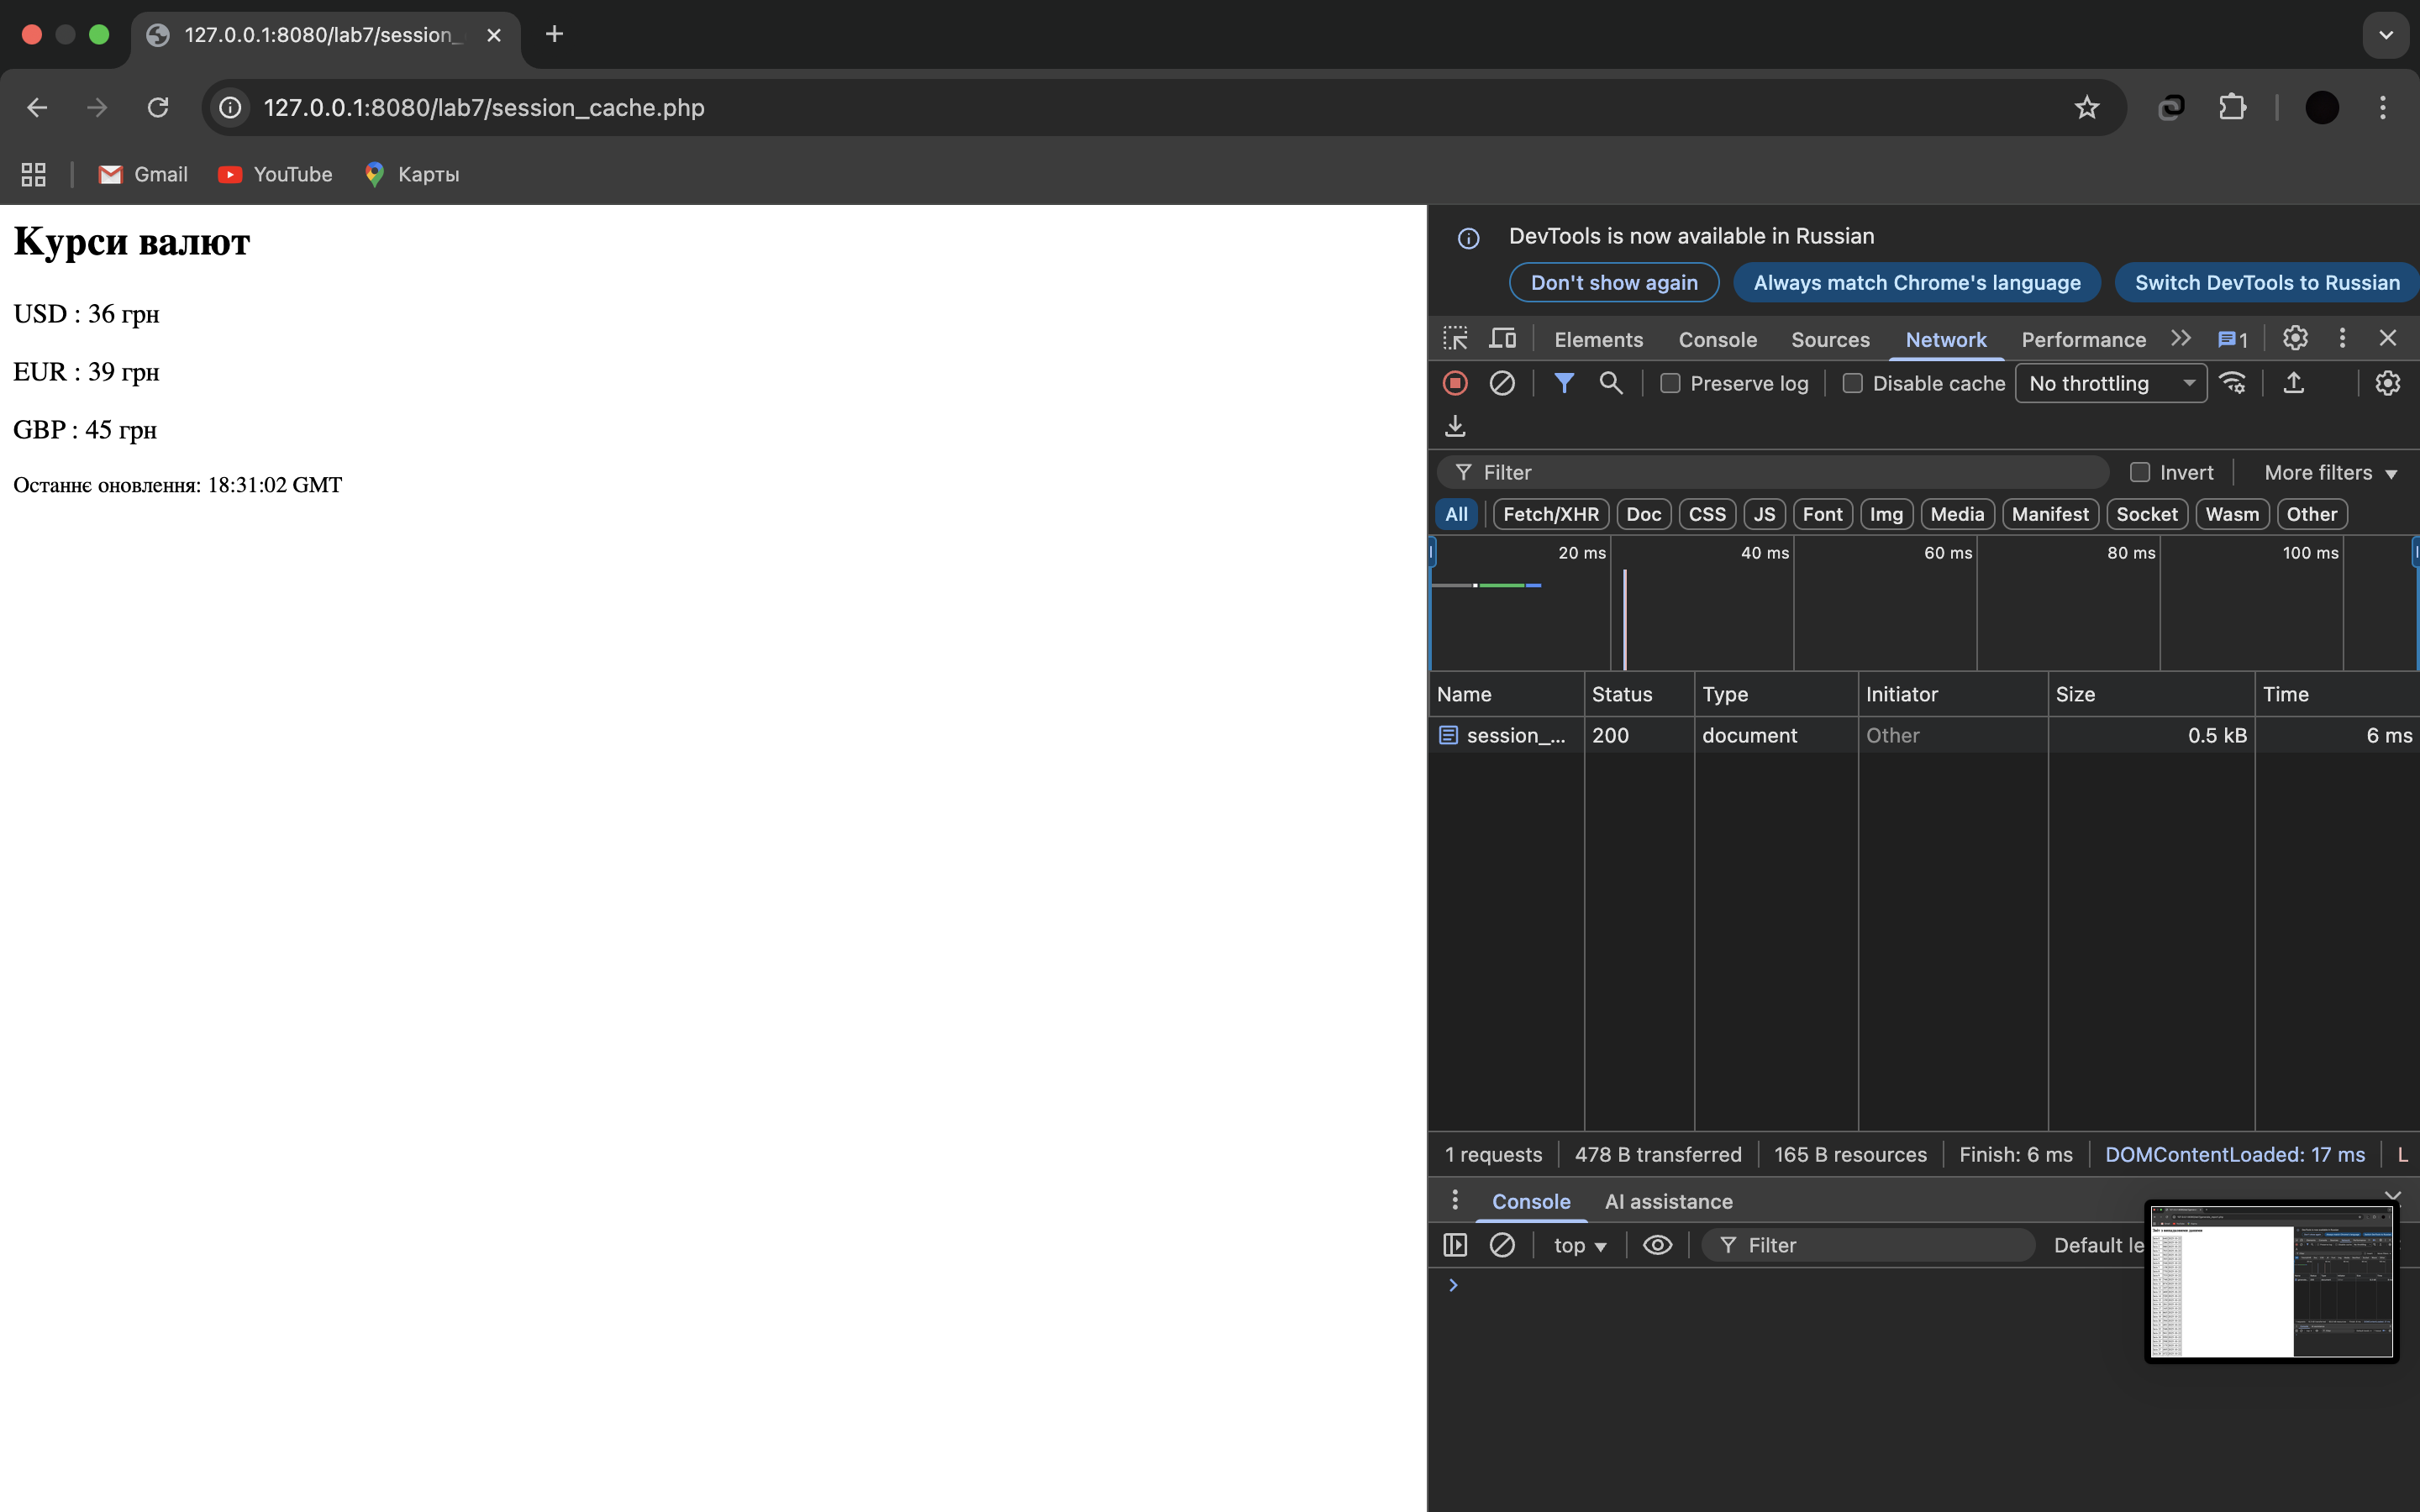 127.0.0.1:8080/lab7/session_
127.0.0.1:8080/lab7/session_cache.php
Gmail
YouTube
Карты
Курси валют
USD : 36 грн
EUR : 39 грн
GBP : 45 грн
Останнє оновлення: 18:31:02 GMT
DevTools is now available in Russian
Don't show again
Always match Chrome's language
Switch DevTools to Russian
Elements Console Sources Network Performance 1
Preserve log Disable cache No throttling
Filter Invert More filters
All Fetch/XHR Doc CSS JS Font Img Media Manifest Socket Wasm Other
20 ms 40 ms 60 ms 80 ms 100 ms
Name Status Type Initiator Size Time
session_... 200 document Other 0.5 kB 6 ms
1 requests 478 B transferred 165 B resources Finish: 6 ms DOMContentLoaded: 17 ms L
Console AI assistance
top Filter Default le